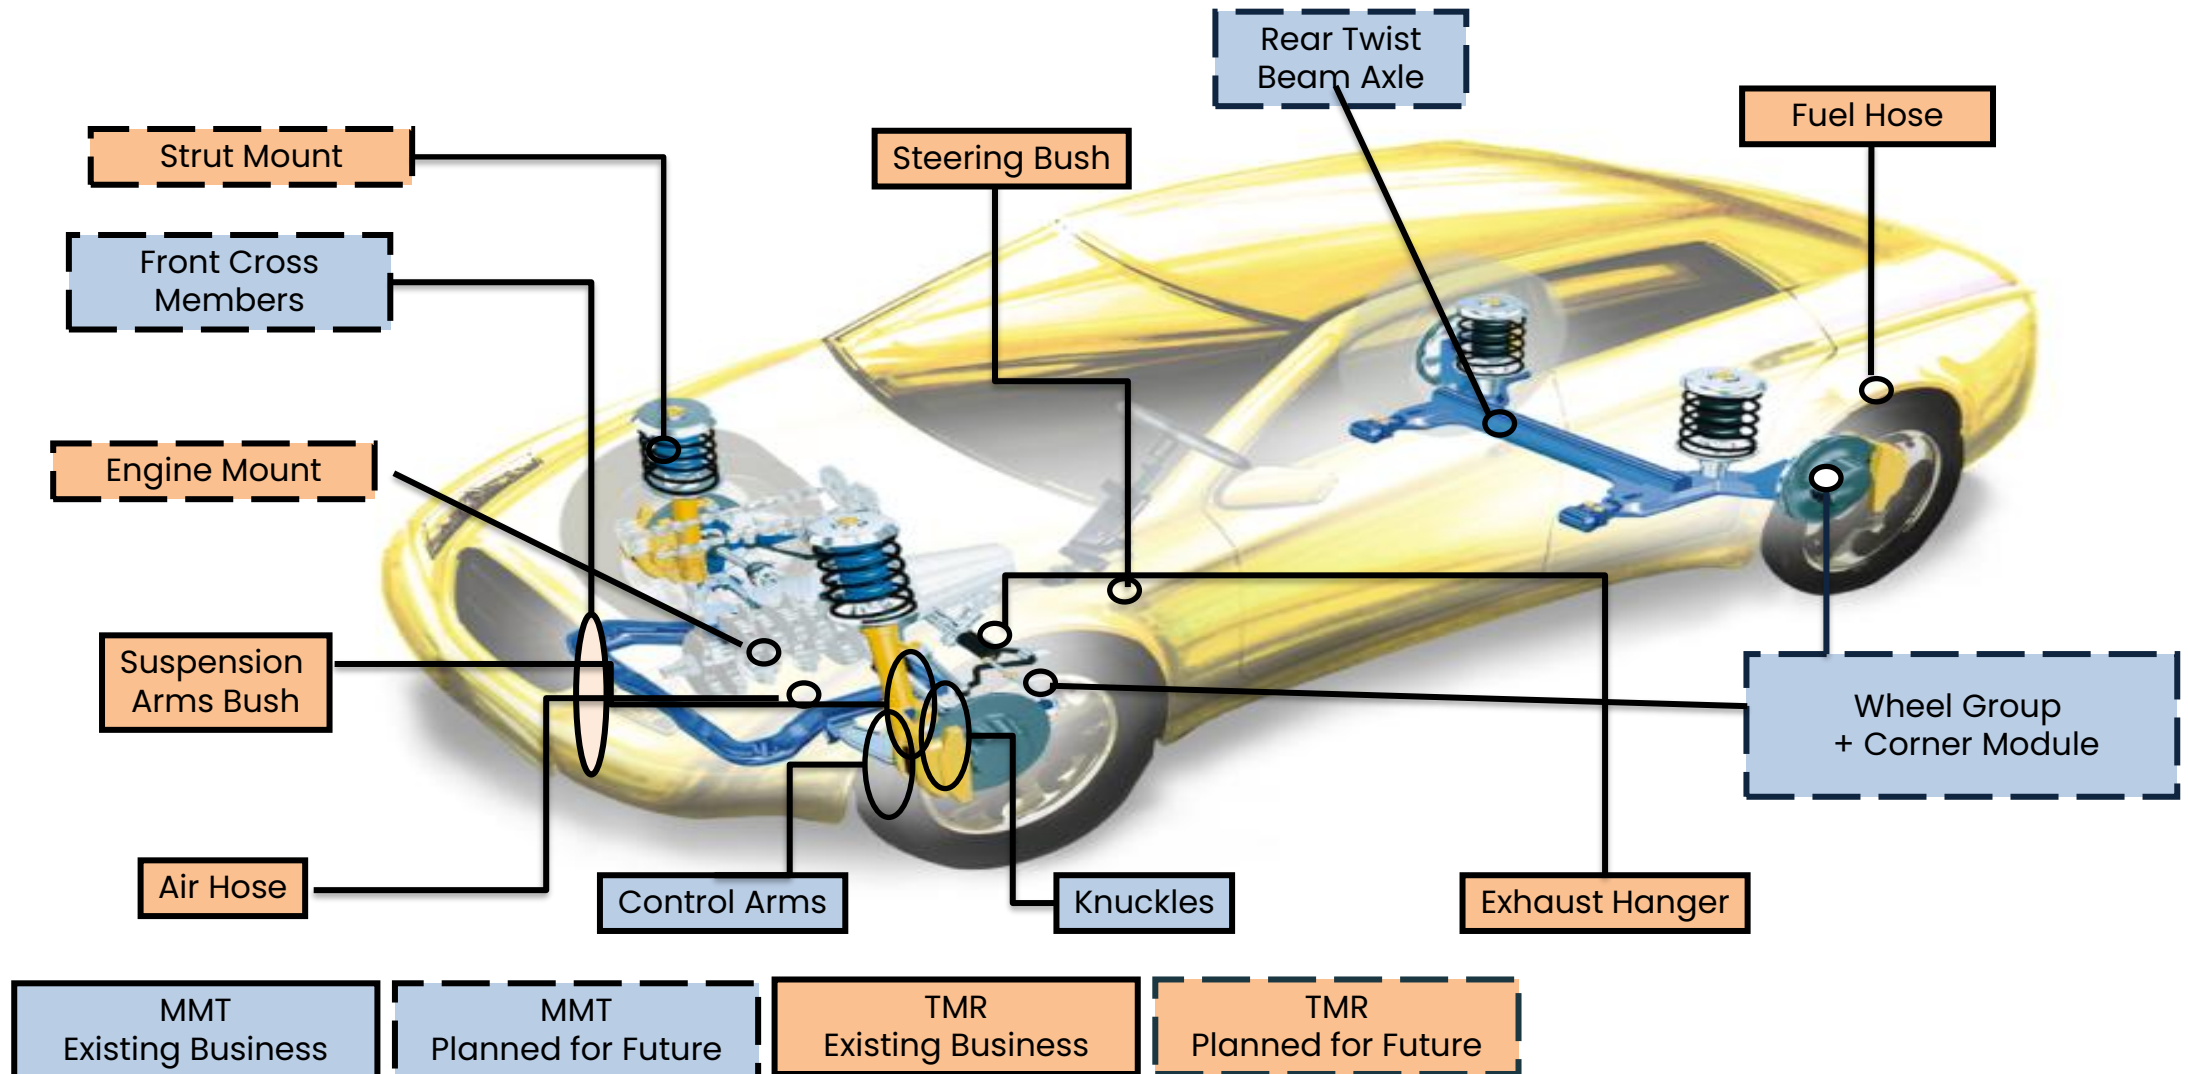 Rear Twist
Beam Axle
Fuel Hose
Strut Mount
Steering Bush
Front Cross
Members
Engine Mount
Suspension
Arms Bush
Wheel Group
+ Corner Module
Air Hose
Control Arms
Knuckles
Exhaust Hanger
MMT
Existing Business
MMT
Planned for Future
TMR
Existing Business
TMR
Planned for Future